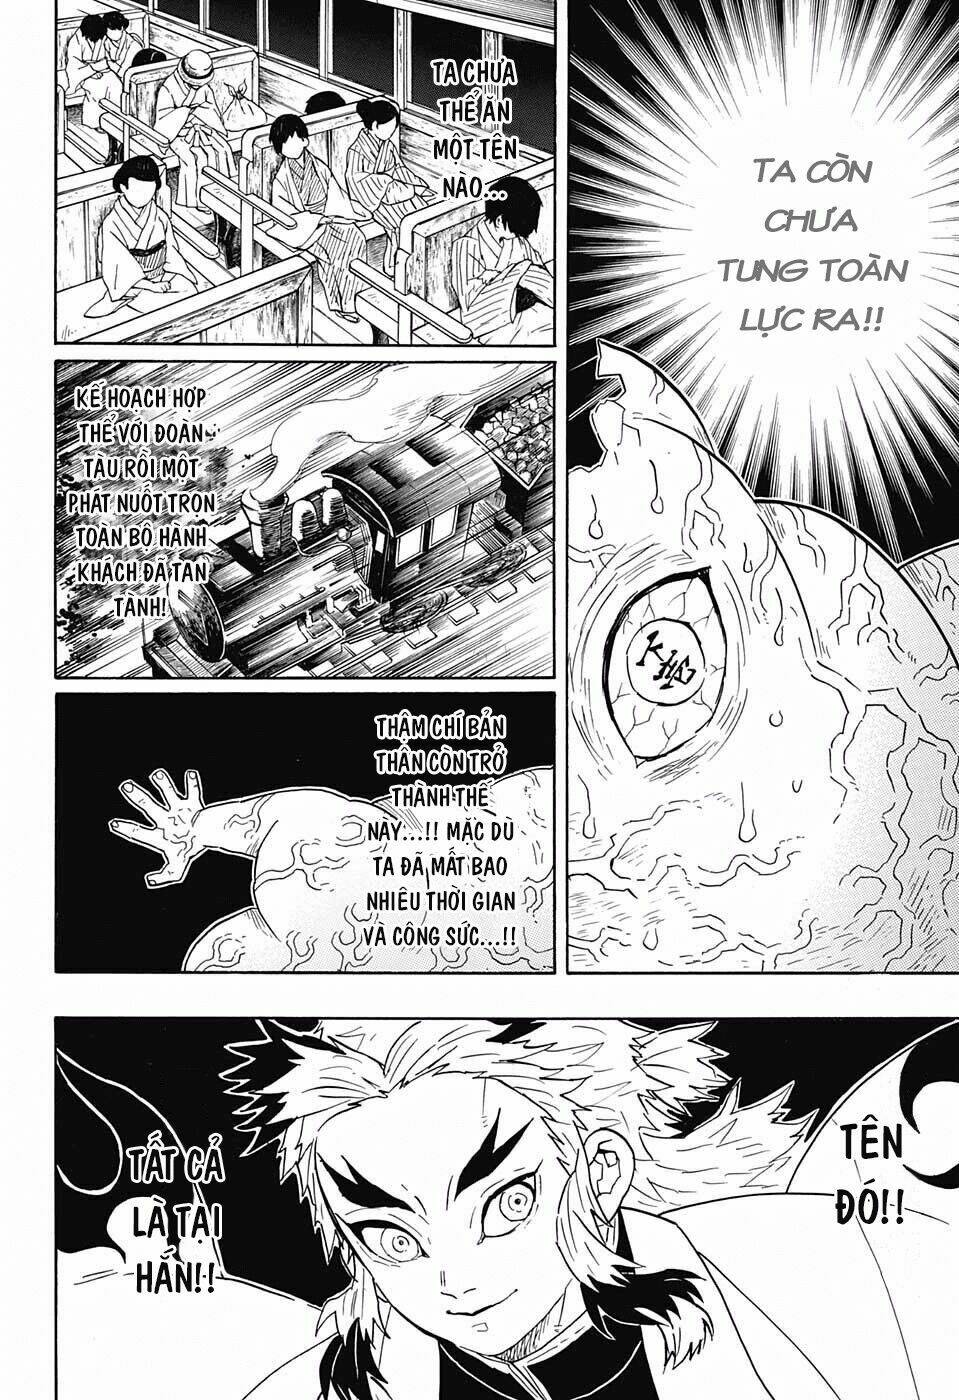 TA CÒN
CHƯA
TUNG TOÀN
LỰC RA!!
TA CHƯA
THỂ ĂN
MỘT TÊN
NÀO...
KẾ HOẠCH HỢP
THỂ VỚI ĐOÀN
TÀU RỒI MỘT
PHÁT NUỐT TRỌN
TOÀN BỘ HÀNH
KHÁCH ĐÃ TAN
TÀNH!
THẬM CHÍ BẢN
THÂN CÒN TRỞ
THÀNH THẾ
NÀY...!! MẶC DÙ
TA ĐÃ MẤT BAO
NHIÊU THỜI GIAN
VÀ CÔNG SỨC...!!
TÊN
ĐÓ!!
TẤT CẢ
LÀ TẠI
HẮN!!